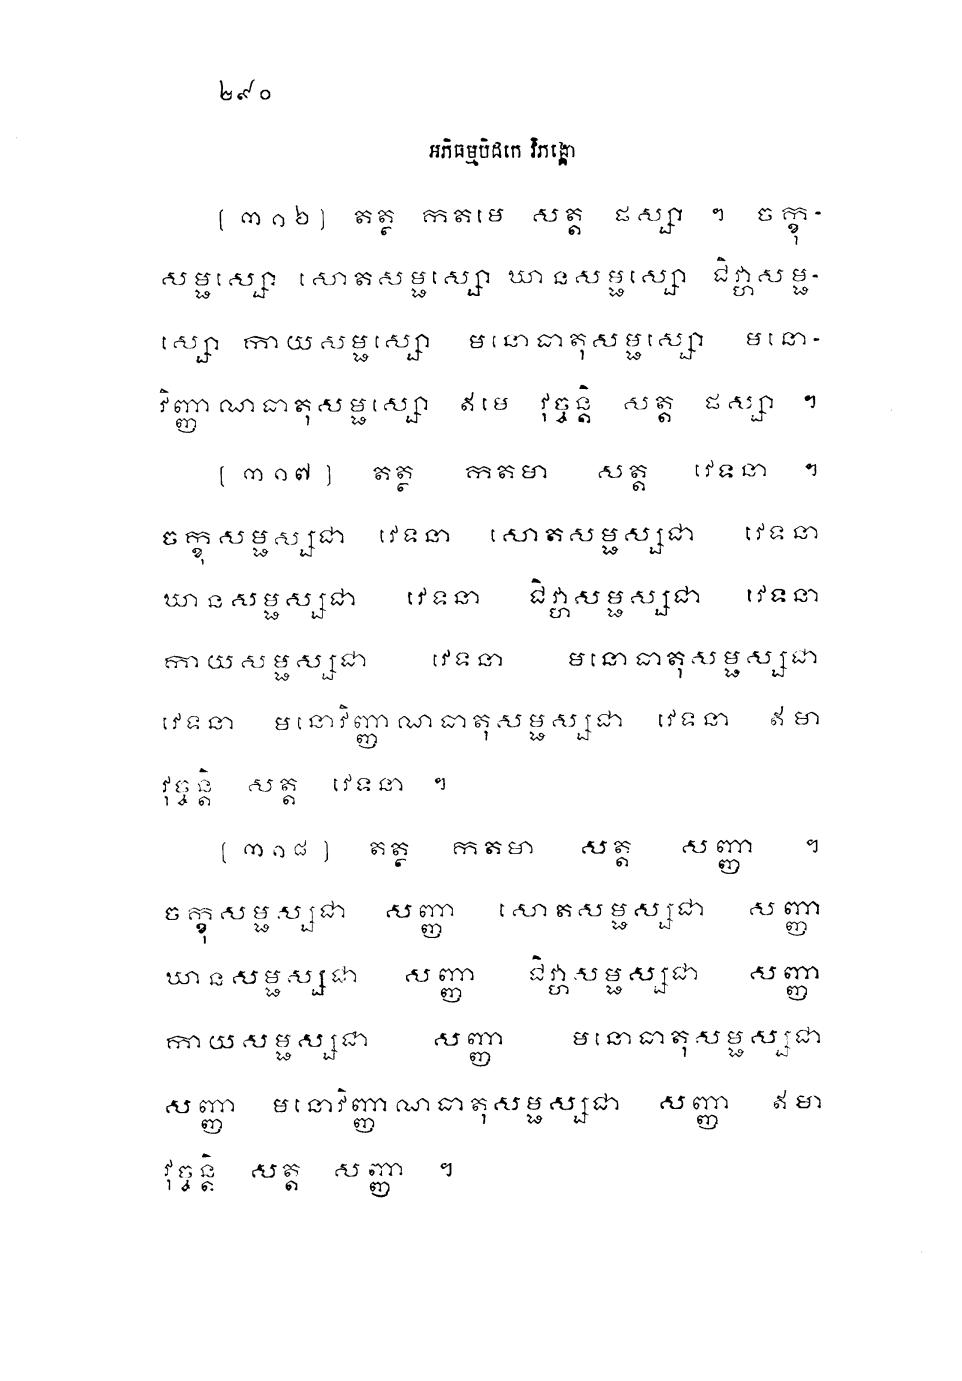 ២៩០
អភិធម្មបិដកេ វិភង្គោ
(៣១៦) តត្ថ កតមេ សត្ត ផស្សា ។ ចក្ខុ-
សម្ផស្សោ សោតសម្ផស្សោ ឃានសម្ផស្សោ ជិវ្ហាសម្ផ-
ស្សោ កាយសម្ផស្សោ មនោធាតុសម្ផស្សោ មនោ-
វិញ្ញាណធាតុសម្ផស្សោ ឥមេ វុច្ចន្តិ សត្ត ផស្សា ។
(៣១៧) តត្ថ កតមា សត្ត វេទនា ។
ចក្ខុសម្ផស្សជា វេទនា សោតសម្ផស្សជា វេទនា
ឃានសម្ផស្សជា វេទនា ជិវ្ហាសម្ផស្សជា វេទនា
កាយសម្ផស្សជា វេទនា មនោធាតុសម្ផស្សជា
វេទនា មនោវិញ្ញាណធាតុសម្ផស្សជា វេទនា ឥមា
វុច្ចន្តិ សត្ត វេទនា ។
(៣១៨) តត្ថ កតមា សត្ត សញ្ញា ។
ចក្ខុសម្ផស្សជា សញ្ញា សោតសម្ផស្សជា សញ្ញា
ឃានសម្ផស្សជា សញ្ញា ជិវ្ហាសម្ផស្សជា សញ្ញា
កាយសម្ផស្សជា សញ្ញា មនោធាតុសម្ផស្សជា
សញ្ញា មនោវិញ្ញាណធាតុសម្ផស្សជា សញ្ញា ឥមា
វុច្ចន្តិ សត្ត សញ្ញា ។